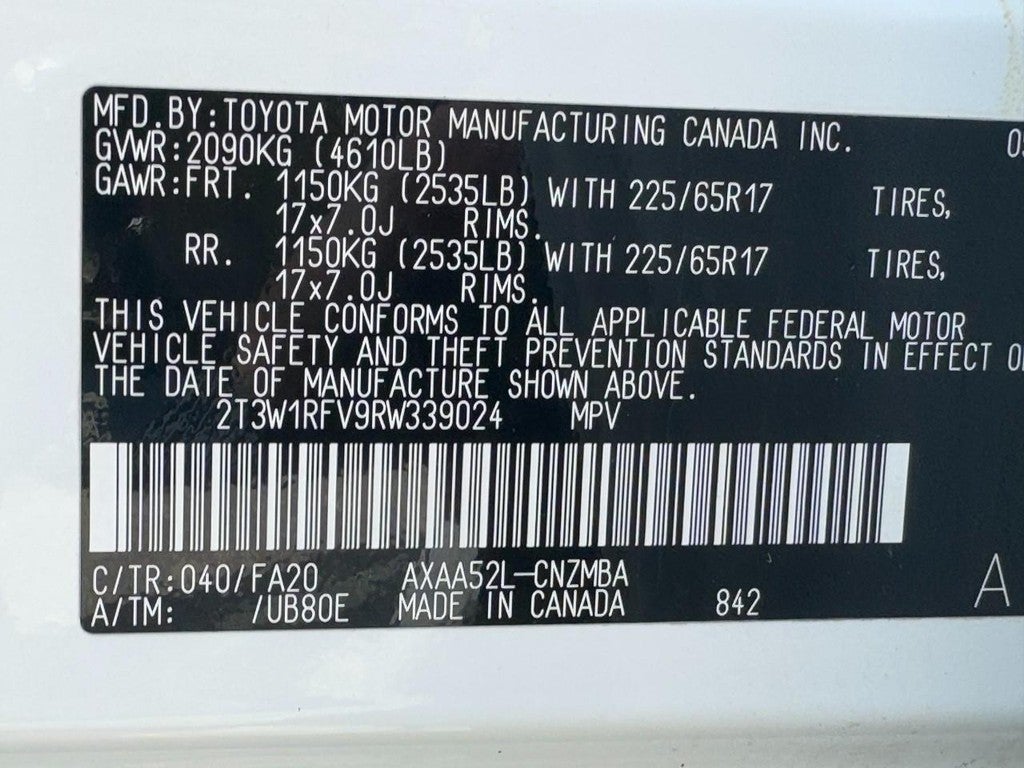 MFD.BY:TOYOTA MOTOR MANUFACTURING CANADA INC.
GVWR:2090KG (4610LB)
GAWR:FRT. 1150KG (2535LB) WITH 225/65R17 TIRES,
17x7.0J RIMS.
RR. 1150KG (2535LB) WITH 225/65R17 TIRES,
17x7.0J RIMS.
THIS VEHICLE CONFORMS TO ALL APPLICABLE FEDERAL MOTOR
VEHICLE SAFETY AND THEFT PREVENTION STANDARDS IN EFFECT
THE DATE OF MANUFACTURE SHOWN ABOVE.
2T3W1RFV9RW339024 MPV
C/TR:040/FA20 AXAA52L-CNZMBA A
A/TM: /UB80E MADE IN CANADA 842